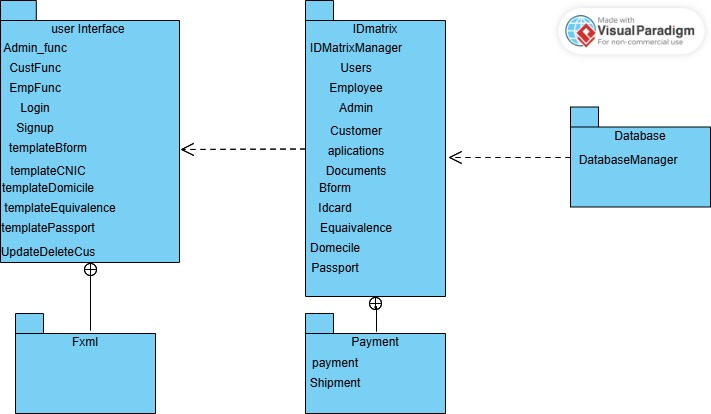 user Interface
Admin_func
CustFunc
EmpFunc
Login
Signup
templateBform
templateCNIC
templateDomicile
templateEquivalence
templatePassport
UpdateDeleteCus
IDmatrix
IDMatrixManager
Users
Employee
Admin
Customer
aplications
Documents
Bform
Idcard
Equaivalence
Domecile
Passport
Database
DatabaseManager
Fxml
Payment
payment
Shipment
Made with
Visual Paradigm
For non-commercial use